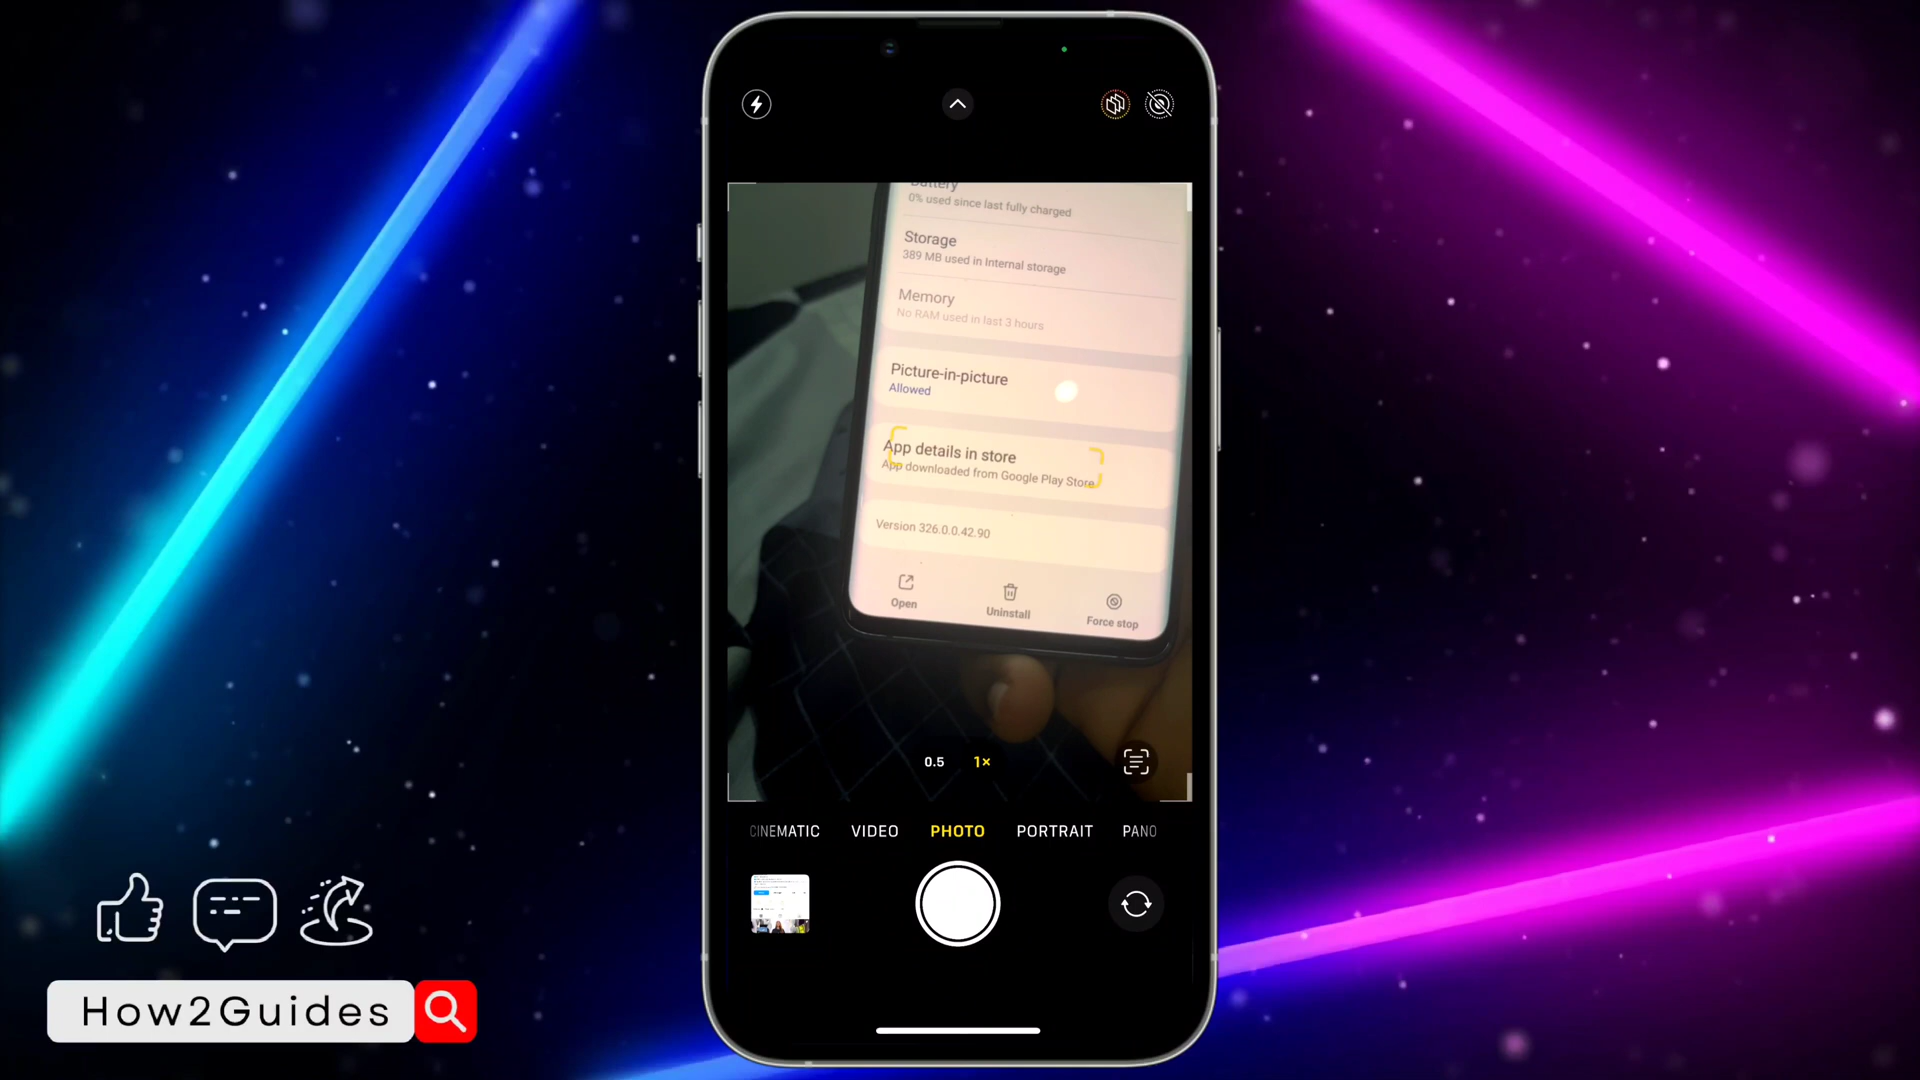 Battery
0% used since last fully charged
Storage
389 MB used in Internal storage
Memory
No RAM used in last 3 hours
Picture-in-picture
Allowed
App details in store
App downloaded from Google Play Store
Version 326.0.0.42.90
Open
Uninstall
Force stop
0.5
1×
CINEMATIC
VIDEO
PHOTO
PORTRAIT
PANO
How2Guides